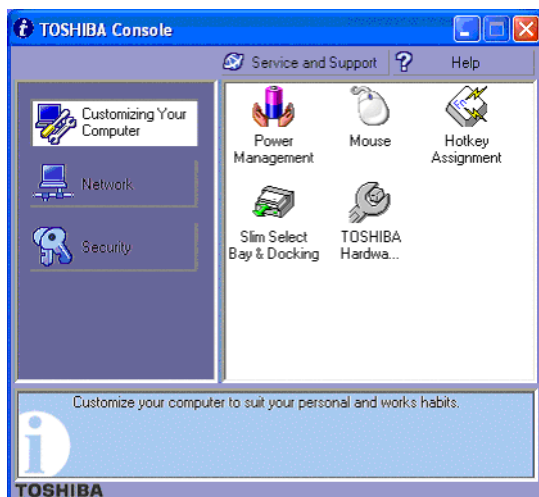 TOSHIBA Console
Service and Support
Help
Customizing Your
Computer
Network
Security
Power
Management
Mouse
Hotkey
Assignment
Slim Select
Bay & Docking
TOSHIBA
Hardwa...
Customize your computer to suit your personal and works habits.
TOSHIBA